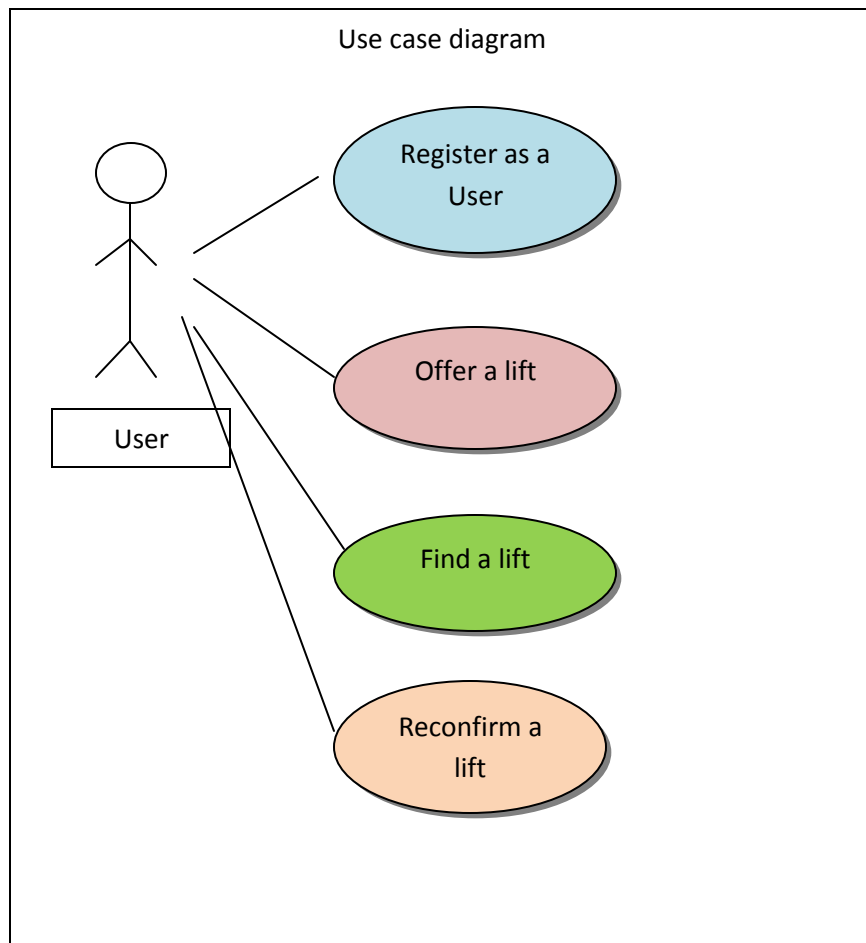 Use case diagram
Register as a
User
Offer a lift
User
Find a lift
Reconfirm a
lift